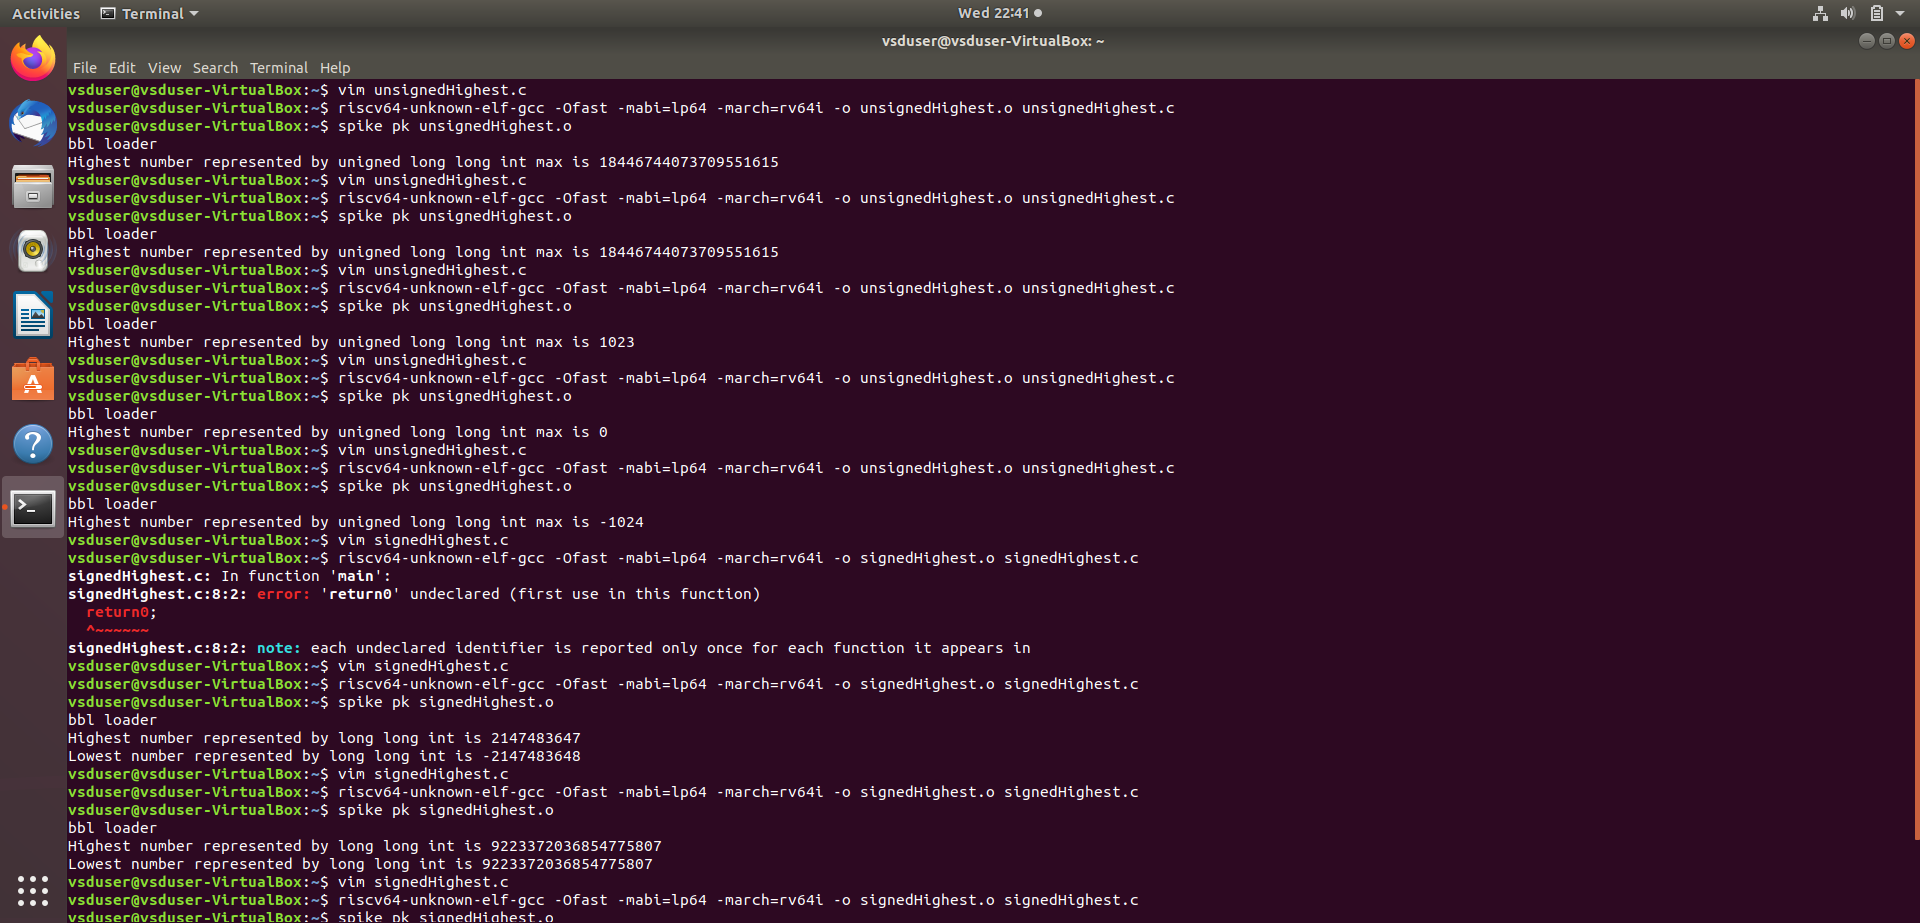 Activities Terminal Wed 22:41
vsduser@vsduser-VirtualBox: ~
File Edit View Search Terminal Help
vsduser@vsduser-VirtualBox:~$ vim unsignedHighest.c
vsduser@vsduser-VirtualBox:~$ riscv64-unknown-elf-gcc -Ofast -mabi=lp64 -march=rv64i -o unsignedHighest.o unsignedHighest.c
vsduser@vsduser-VirtualBox:~$ spike pk unsignedHighest.o
bbl loader
Highest number represented by unigned long long int max is 18446744073709551615
vsduser@vsduser-VirtualBox:~$ vim unsignedHighest.c
vsduser@vsduser-VirtualBox:~$ riscv64-unknown-elf-gcc -Ofast -mabi=lp64 -march=rv64i -o unsignedHighest.o unsignedHighest.c
vsduser@vsduser-VirtualBox:~$ spike pk unsignedHighest.o
bbl loader
Highest number represented by unigned long long int max is 18446744073709551615
vsduser@vsduser-VirtualBox:~$ vim unsignedHighest.c
vsduser@vsduser-VirtualBox:~$ riscv64-unknown-elf-gcc -Ofast -mabi=lp64 -march=rv64i -o unsignedHighest.o unsignedHighest.c
vsduser@vsduser-VirtualBox:~$ spike pk unsignedHighest.o
bbl loader
Highest number represented by unigned long long int max is 1023
vsduser@vsduser-VirtualBox:~$ vim unsignedHighest.c
vsduser@vsduser-VirtualBox:~$ riscv64-unknown-elf-gcc -Ofast -mabi=lp64 -march=rv64i -o unsignedHighest.o unsignedHighest.c
vsduser@vsduser-VirtualBox:~$ spike pk unsignedHighest.o
bbl loader
Highest number represented by unigned long long int max is 0
vsduser@vsduser-VirtualBox:~$ vim unsignedHighest.c
vsduser@vsduser-VirtualBox:~$ riscv64-unknown-elf-gcc -Ofast -mabi=lp64 -march=rv64i -o unsignedHighest.o unsignedHighest.c
vsduser@vsduser-VirtualBox:~$ spike pk unsignedHighest.o
bbl loader
Highest number represented by unigned long long int max is -1024
vsduser@vsduser-VirtualBox:~$ vim signedHighest.c
vsduser@vsduser-VirtualBox:~$ riscv64-unknown-elf-gcc -Ofast -mabi=lp64 -march=rv64i -o signedHighest.o signedHighest.c
signedHighest.c: In function 'main':
signedHighest.c:8:2: error: 'return0' undeclared (first use in this function)
return0;
^~~~~~~
signedHighest.c:8:2: note: each undeclared identifier is reported only once for each function it appears in
vsduser@vsduser-VirtualBox:~$ vim signedHighest.c
vsduser@vsduser-VirtualBox:~$ riscv64-unknown-elf-gcc -Ofast -mabi=lp64 -march=rv64i -o signedHighest.o signedHighest.c
vsduser@vsduser-VirtualBox:~$ spike pk signedHighest.o
bbl loader
Highest number represented by long long int is 2147483647
Lowest number represented by long long int is -2147483648
vsduser@vsduser-VirtualBox:~$ vim signedHighest.c
vsduser@vsduser-VirtualBox:~$ riscv64-unknown-elf-gcc -Ofast -mabi=lp64 -march=rv64i -o signedHighest.o signedHighest.c
vsduser@vsduser-VirtualBox:~$ spike pk signedHighest.o
bbl loader
Highest number represented by long long int is 9223372036854775807
Lowest number represented by long long int is 9223372036854775807
vsduser@vsduser-VirtualBox:~$ vim signedHighest.c
vsduser@vsduser-VirtualBox:~$ riscv64-unknown-elf-gcc -Ofast -mabi=lp64 -march=rv64i -o signedHighest.o signedHighest.c
vsduser@vsduser-VirtualBox:~$ spike pk signedHighest.o